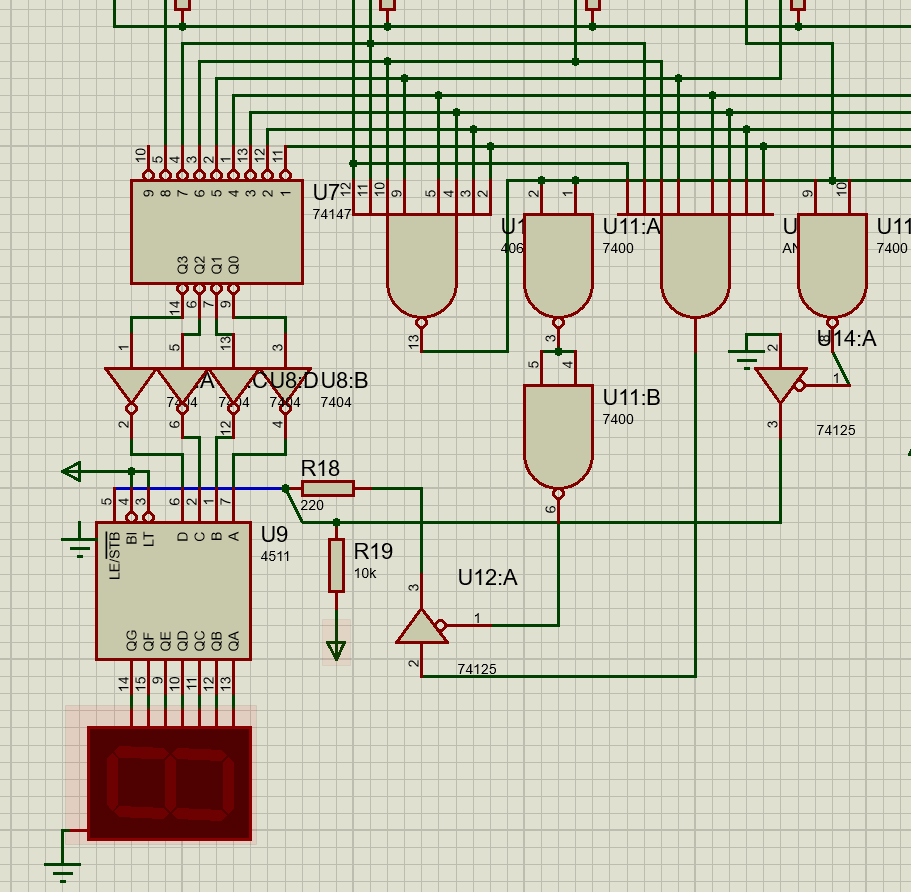 10 5 4 3 2 1 13 12 11
9 8 7 6 5 4 3 2 1
U7
74147
Q3 Q2 Q1 Q0
14 6 7 9
12 11 10 9 5 4 3 2
U1
406
13
2 1
U11:A
7400
3
U
AN
9 10
U11
7400
8
U14:A
2
1
3
74125
5 4
U11:B
7400
6
1 5 13 3
A :C U8:D U8:B
7404 7404 7404 7404
2 6 12 4
R18
220
5 4 3 6 2 1 7
LE/STB BI LT D C B A
U9
4511
QG QF QE QD QC QB QA
14 15 9 10 11 12 13
R19
10k
U12:A
3
1
2
74125